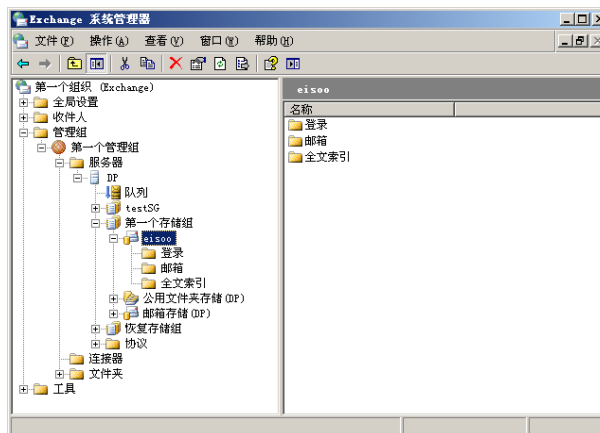 Exchange 系统管理器
文件(F) 操作(A) 查看(V) 窗口(W) 帮助(H)
第一个组织 (Exchange)
全局设置
收件人
管理组
第一个管理组
服务器
DP
队列
testSG
第一个存储组
eisoo
登录
邮箱
全文索引
公用文件夹存储(DP)
邮箱存储(DP)
恢复存储组
协议
连接器
文件夹
工具
eisoo
名称
登录
邮箱
全文索引